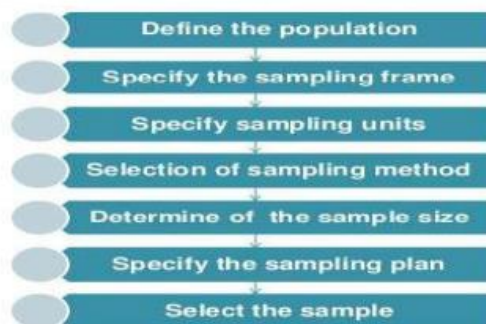 Define the population
Specify the sampling frame
Specify sampling units
Selection of sampling method
Determine of the sample size
Specify the sampling plan
Select the sample